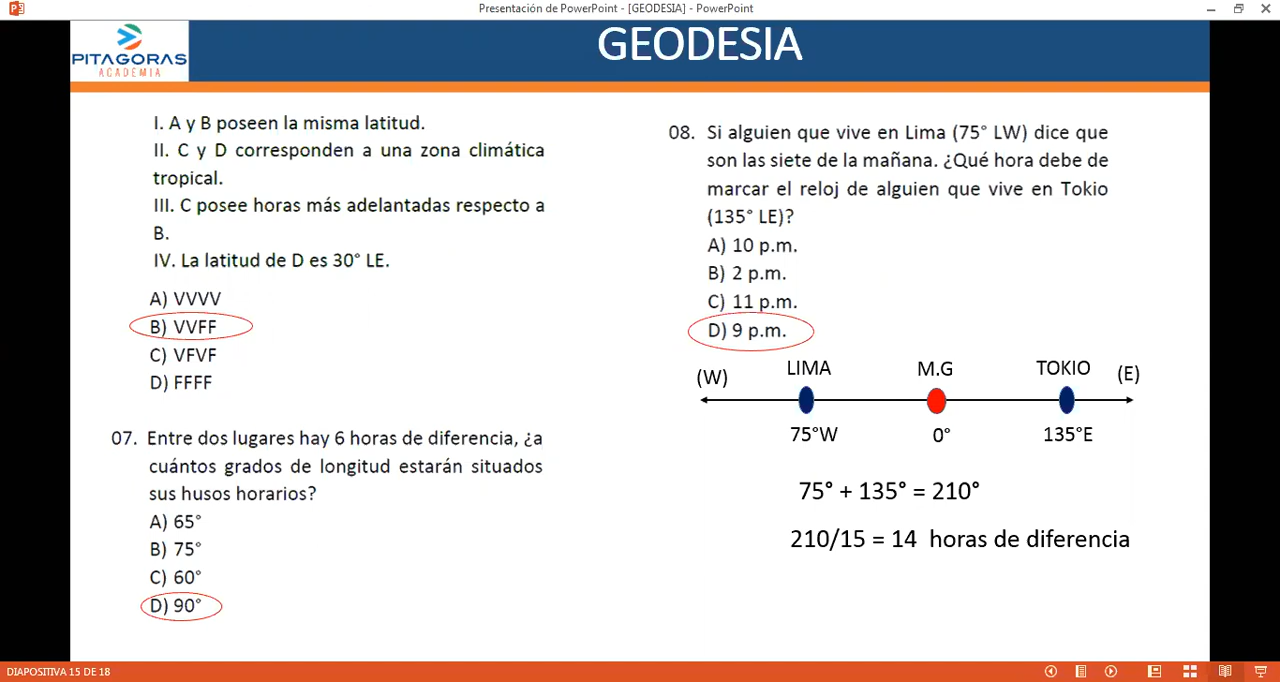 Presentación de PowerPoint - [GEODESIA] - PowerPoint
PITAGORAS
ACADEMIA
GEODESIA
I. A y B poseen la misma latitud.
II. C y D corresponden a una zona climática
tropical.
III. C posee horas más adelantadas respecto a
B.
IV. La latitud de D es 30° LE.
A) VVVV
B) VVFF
C) VFVF
D) FFFF
07. Entre dos lugares hay 6 horas de diferencia, ¿a
cuántos grados de longitud estarán situados
sus husos horarios?
A) 65°
B) 75°
C) 60°
D) 90°
08. Si alguien que vive en Lima (75° LW) dice que
son las siete de la mañana. ¿Qué hora debe de
marcar el reloj de alguien que vive en Tokio
(135° LE)?
A) 10 p.m.
B) 2 p.m.
C) 11 p.m.
D) 9 p.m.
(W) LIMA M.G TOKIO (E)
75°W 0° 135°E
75° + 135° = 210°
210/15 = 14 horas de diferencia
DIAPOSITIVA 15 DE 18